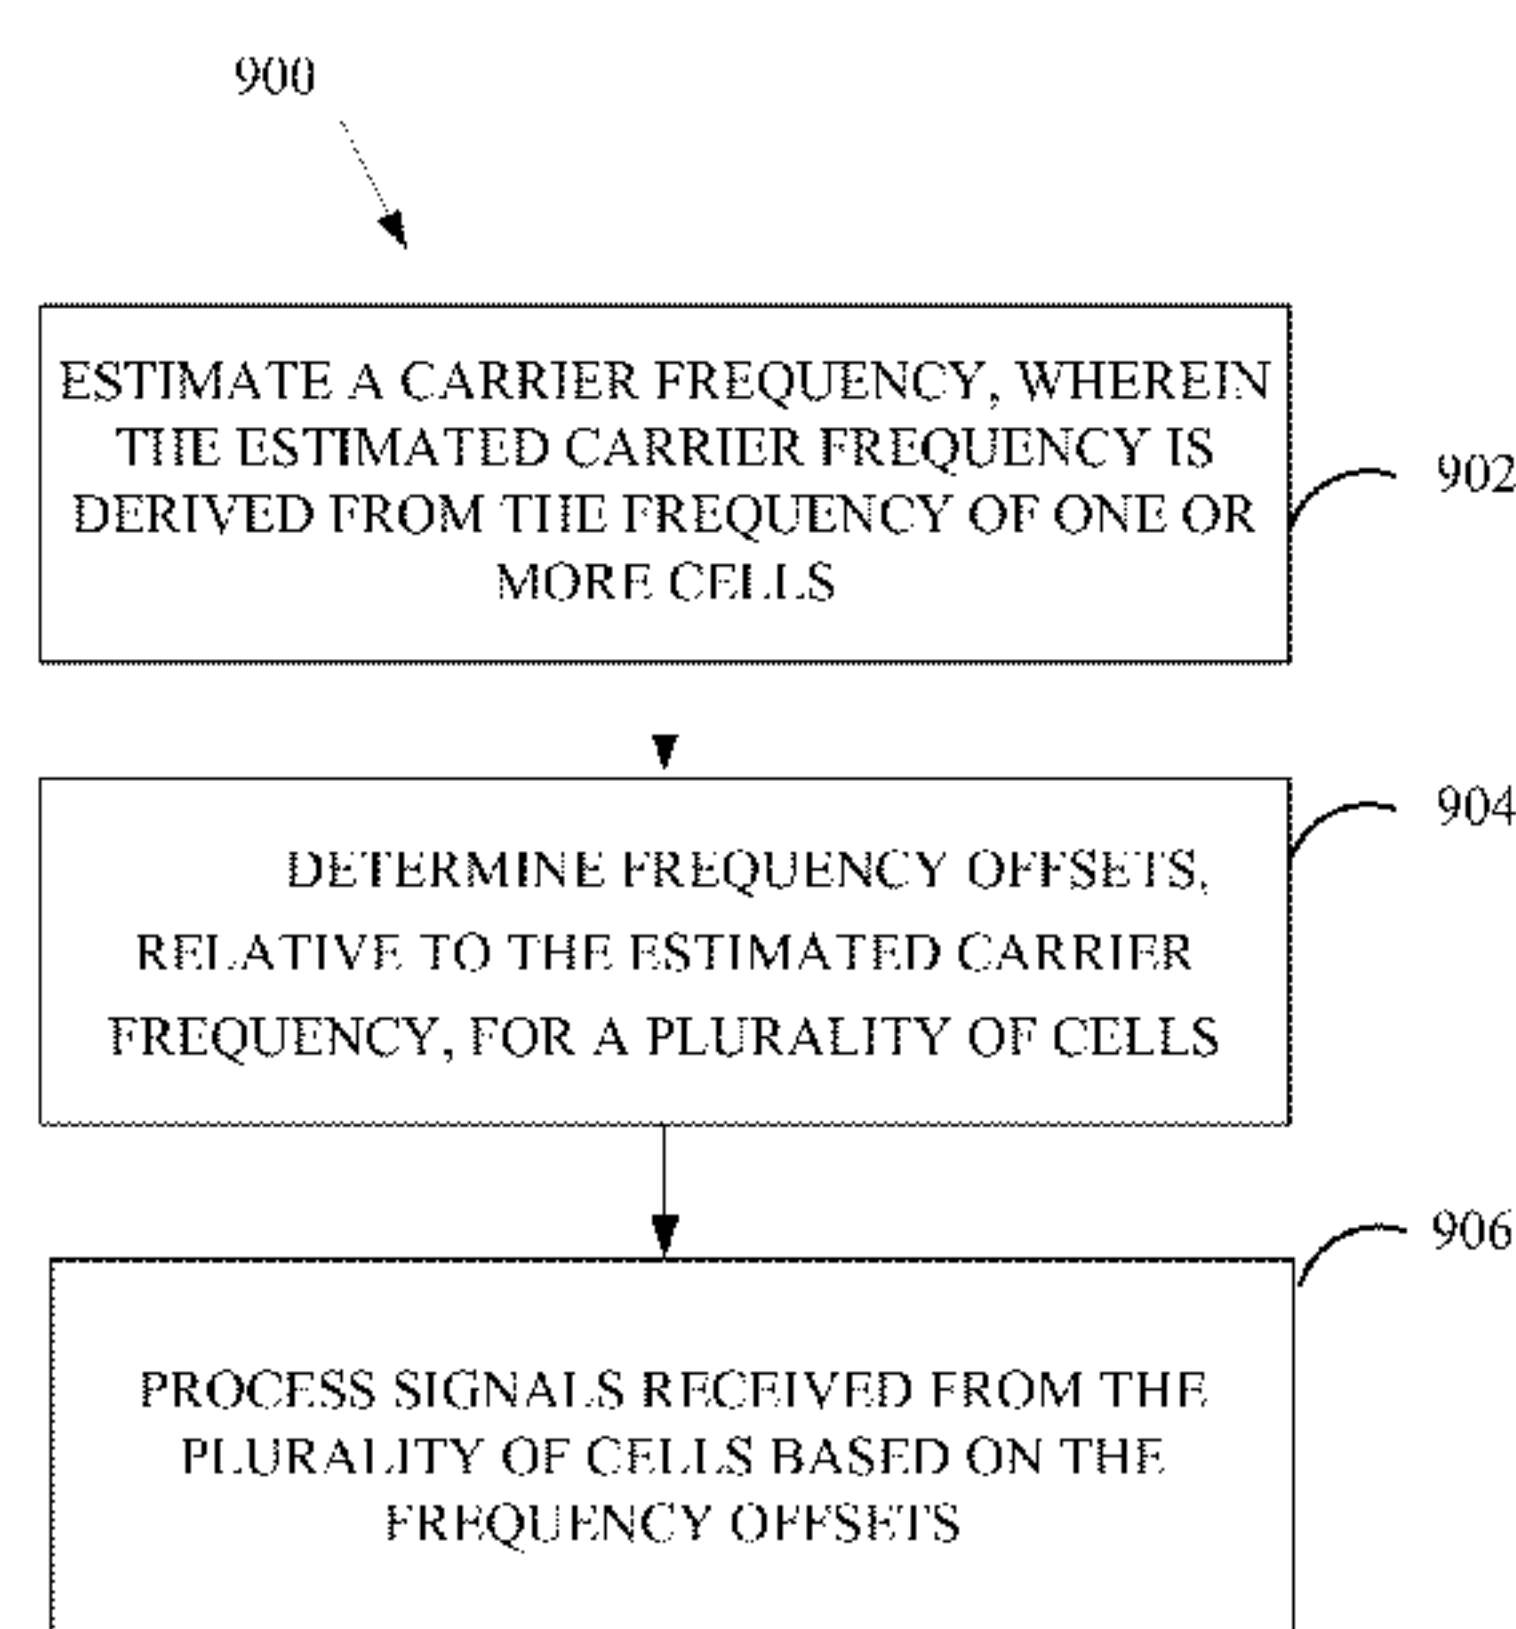 900
ESTIMATE A CARRIER FREQUENCY, WHEREIN
THE ESTIMATED CARRIER FREQUENCY IS
DERIVED FROM THE FREQUENCY OF ONE OR
MORE CELLS
902
904
DETERMINE FREQUENCY OFFSETS,
RELATIVE TO THE ESTIMATED CARRIER
FREQUENCY, FOR A PLURALITY OF CELLS
906
PROCESS SIGNALS RECEIVED FROM THE
PLURALITY OF CELLS BASED ON THE
FREQUENCY OFFSETS